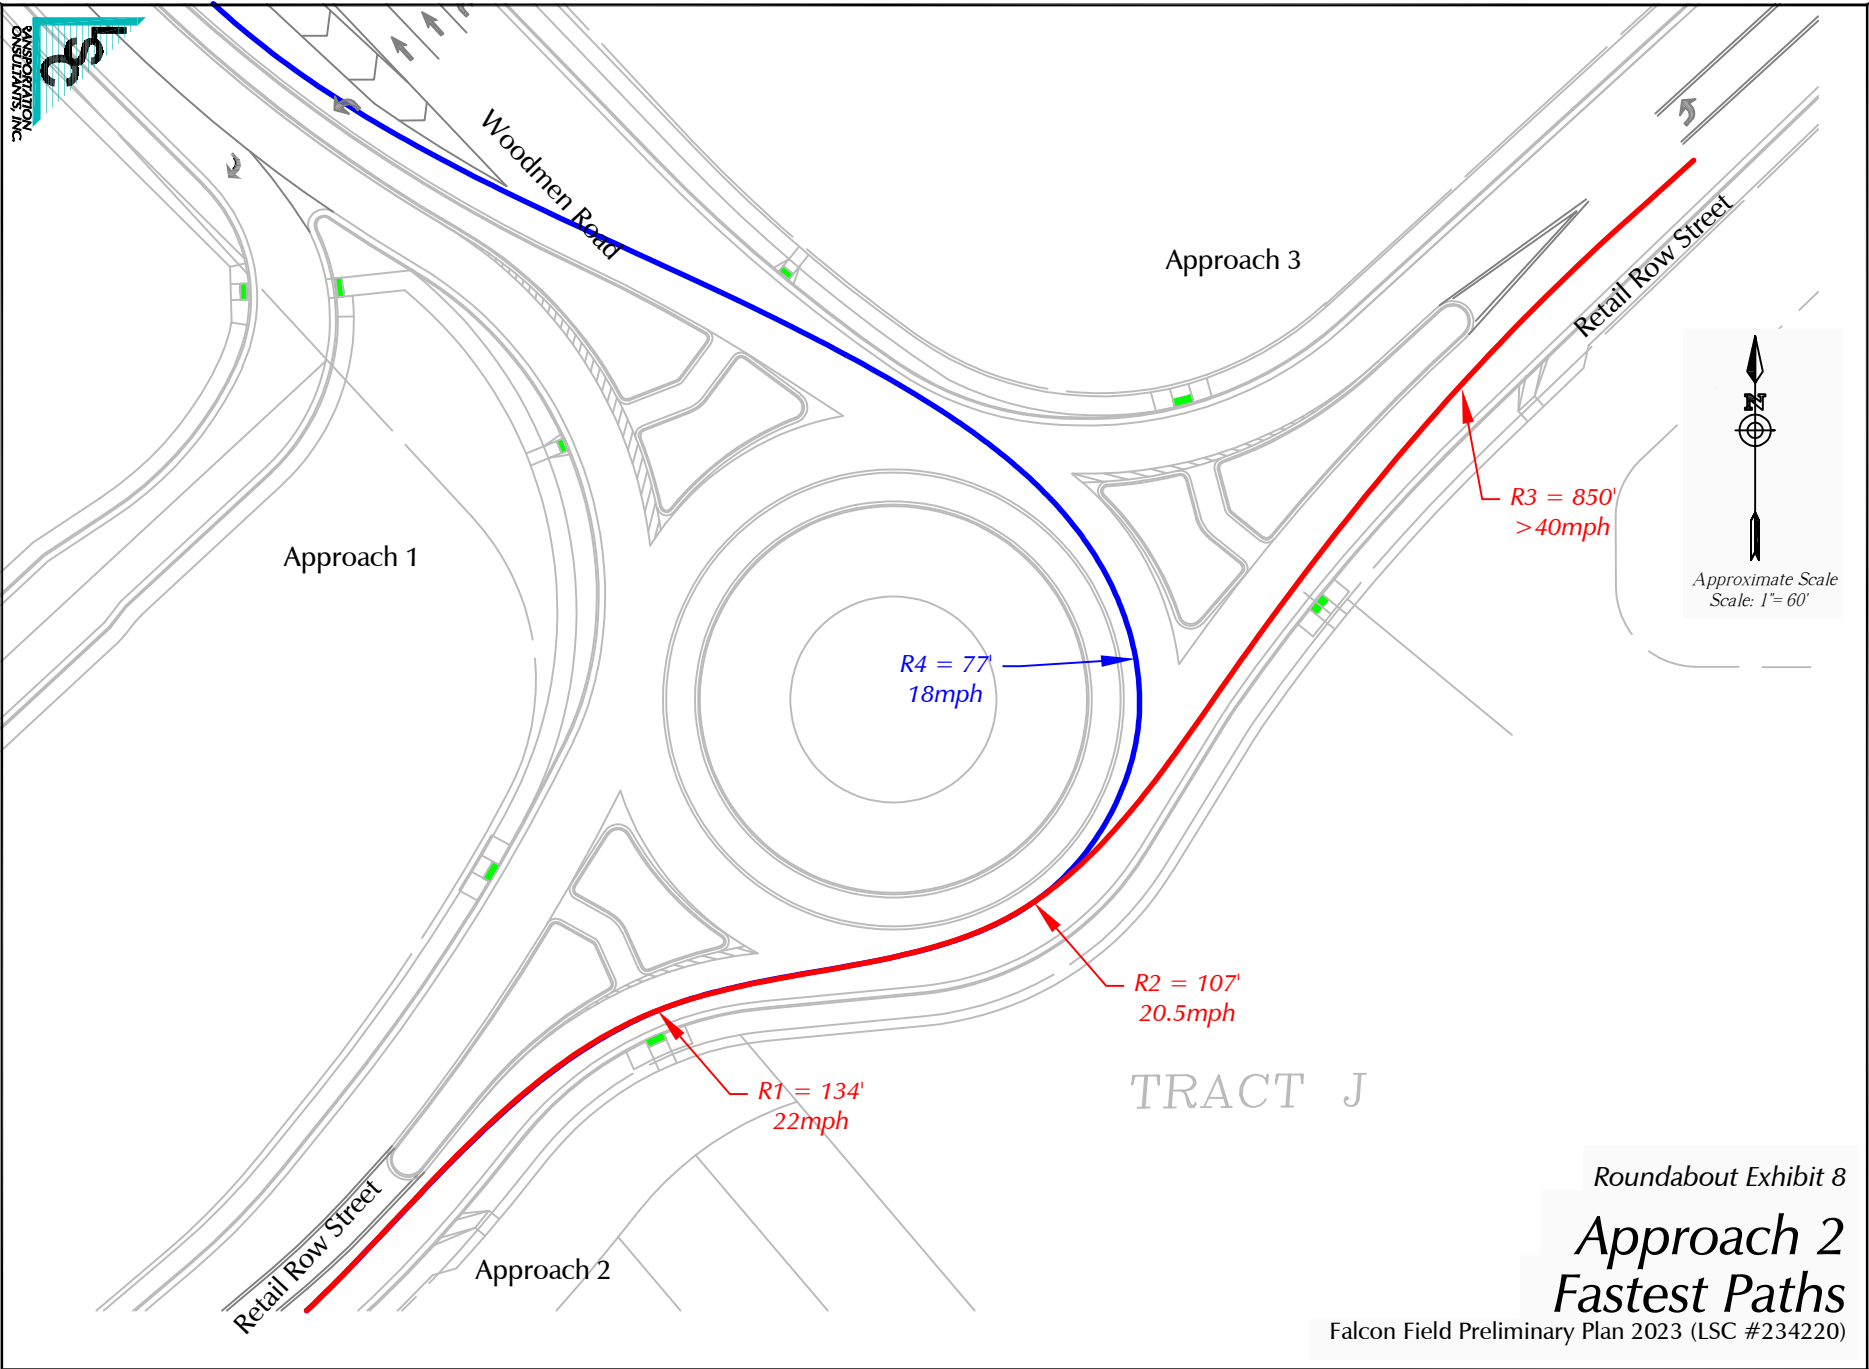 LSC
TRANSPORTATION
CONSULTANTS, INC.
Woodmen Road
Approach 3
Retail Row Street
N
R3 = 850'
>40mph
Approach 1
Approximate Scale
Scale: 1"= 60'
R4 = 77'
18mph
R2 = 107'
20.5mph
R1 = 134'
22mph
TRACT J
Retail Row Street
Approach 2
Roundabout Exhibit 8
Approach 2
Fastest Paths
Falcon Field Preliminary Plan 2023 (LSC #234220)